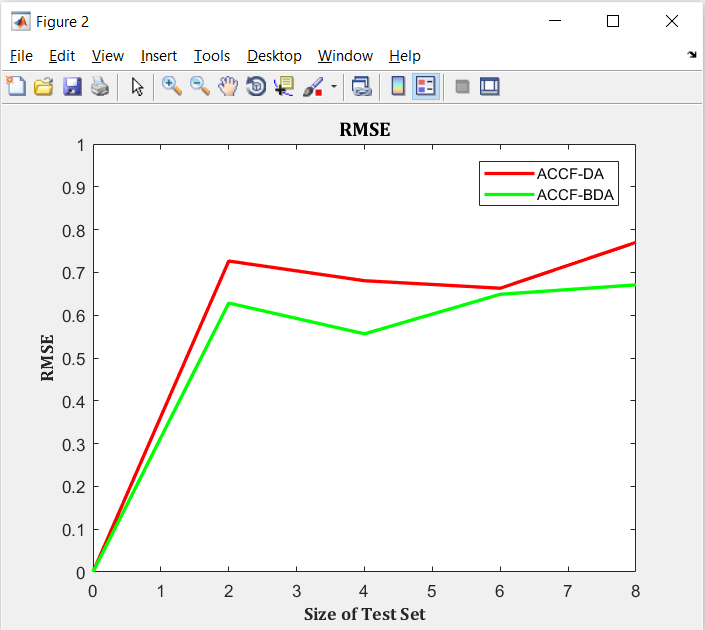 Figure 2
File Edit View Insert Tools Desktop Window Help
RMSE
1
0.9
0.8
0.7
0.6
0.5
0.4
0.3
0.2
0.1
0
RMSE
ACCF-DA
ACCF-BDA
0 1 2 3 4 5 6 7 8
Size of Test Set